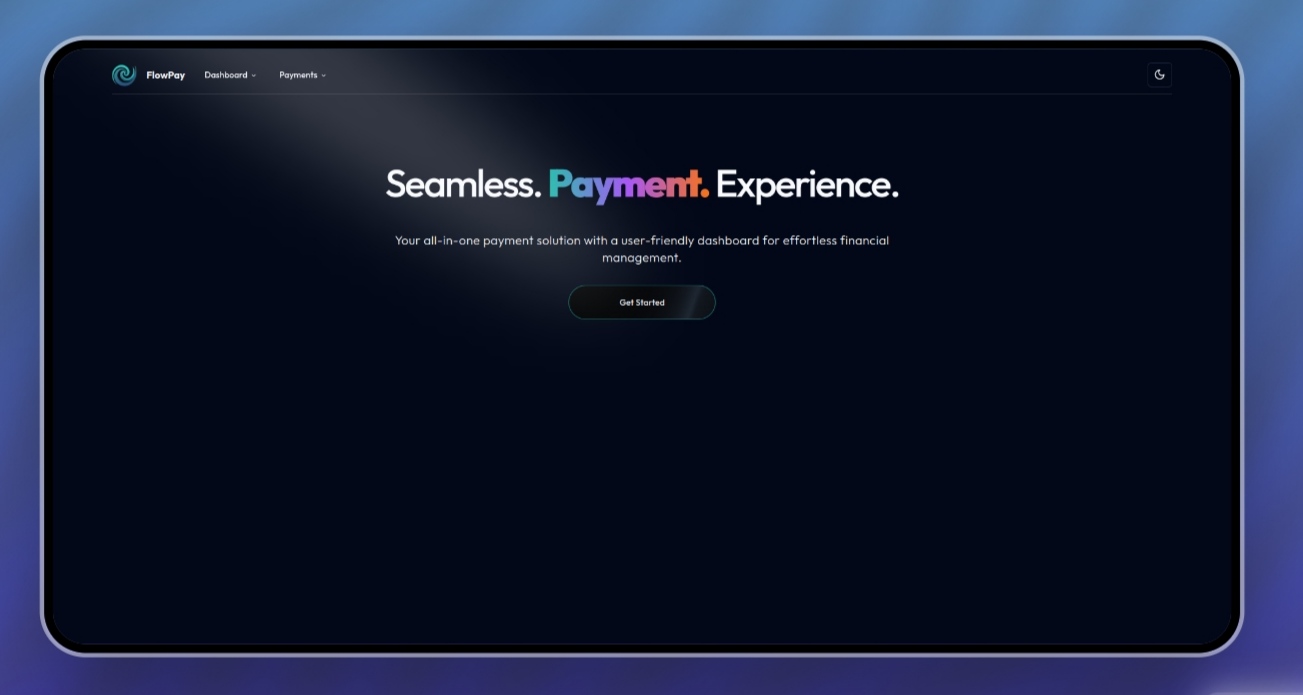 FlowPay Dashboard Payments
Seamless. Payment. Experience.
Your all-in-one payment solution with a user-friendly dashboard for effortless financial
management.
Get Started